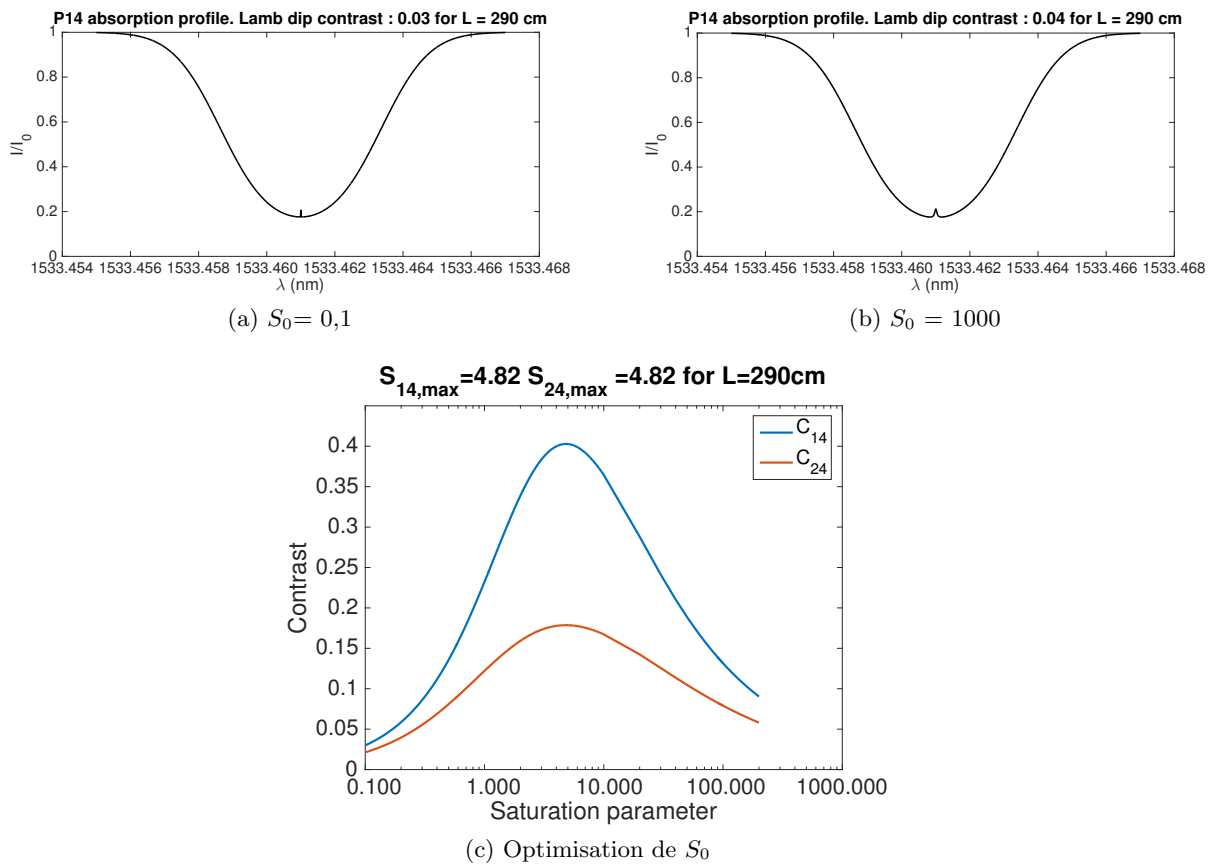 P14 absorption profile. Lamb dip contrast : 0.03 for L = 290 cm
1
0.8
0.6
0.4
0.2
0
I/I0
1533.454 1533.456 1533.458 1533.460 1533.462 1533.464 1533.466 1533.468
λ (nm)
(a) S0= 0,1
P14 absorption profile. Lamb dip contrast : 0.04 for L = 290 cm
1
0.8
0.6
0.4
0.2
0
I/I0
1533.454 1533.456 1533.458 1533.460 1533.462 1533.464 1533.466 1533.468
λ (nm)
(b) S0 = 1000
S14,max=4.82 S24,max =4.82 for L=290cm
C14
C24
0.4
0.35
0.3
0.25
0.2
0.15
0.1
0.05
0
Contrast
0.100 1.000 10.000 100.000 1000.000
Saturation parameter
(c) Optimisation de S0